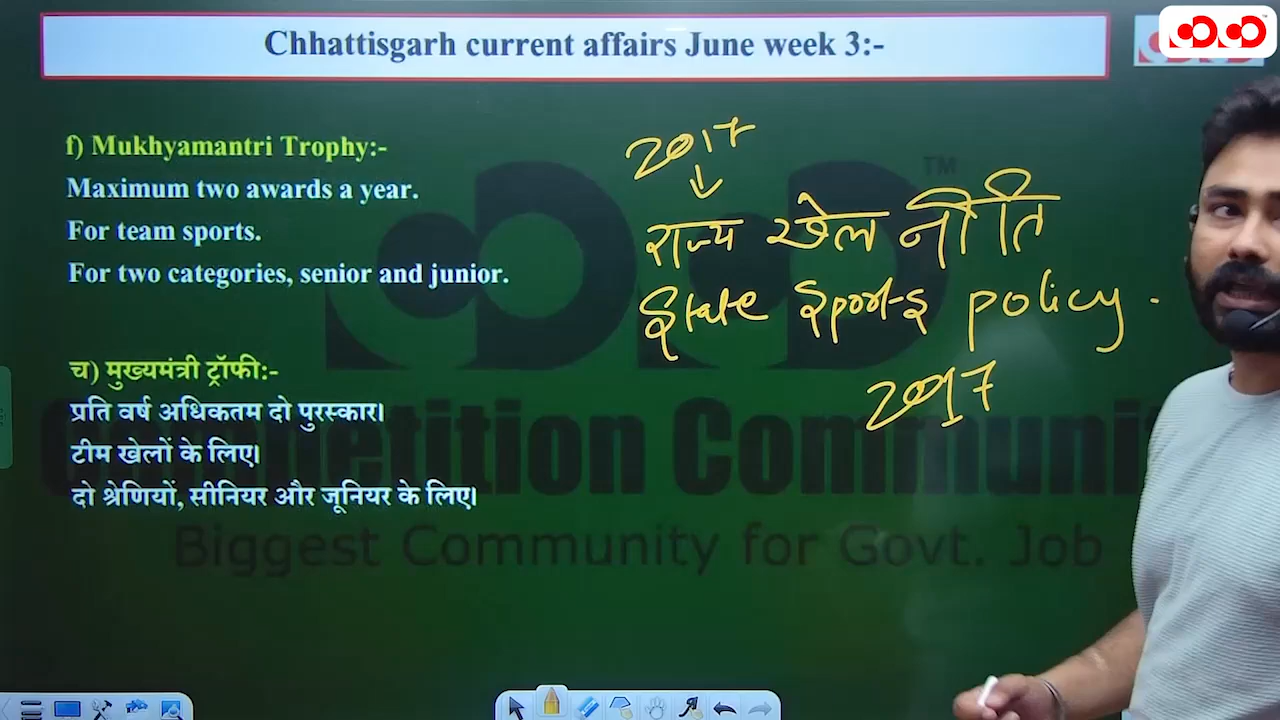 Chhattisgarh current affairs June week 3:-
f) Mukhyamantri Trophy:-
Maximum two awards a year.
For team sports.
For two categories, senior and junior.
2017
राज्य खेल नीति
State Sports policy.
2017
च) मुख्यमंत्री ट्रॉफी:-
प्रति वर्ष अधिकतम दो पुरस्कार।
टीम खेलों के लिए।
दो श्रेणियों, सीनियर और जूनियर के लिए।
Competition Communit
Biggest Community for Govt. Job
TM